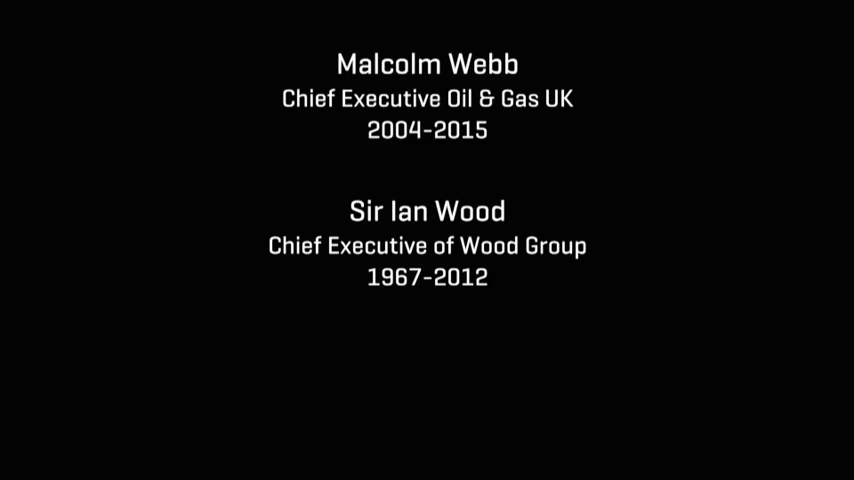 Malcolm Webb
Chief Executive Oil & Gas UK
2004-2015
Sir Ian Wood
Chief Executive of Wood Group
1967-2012